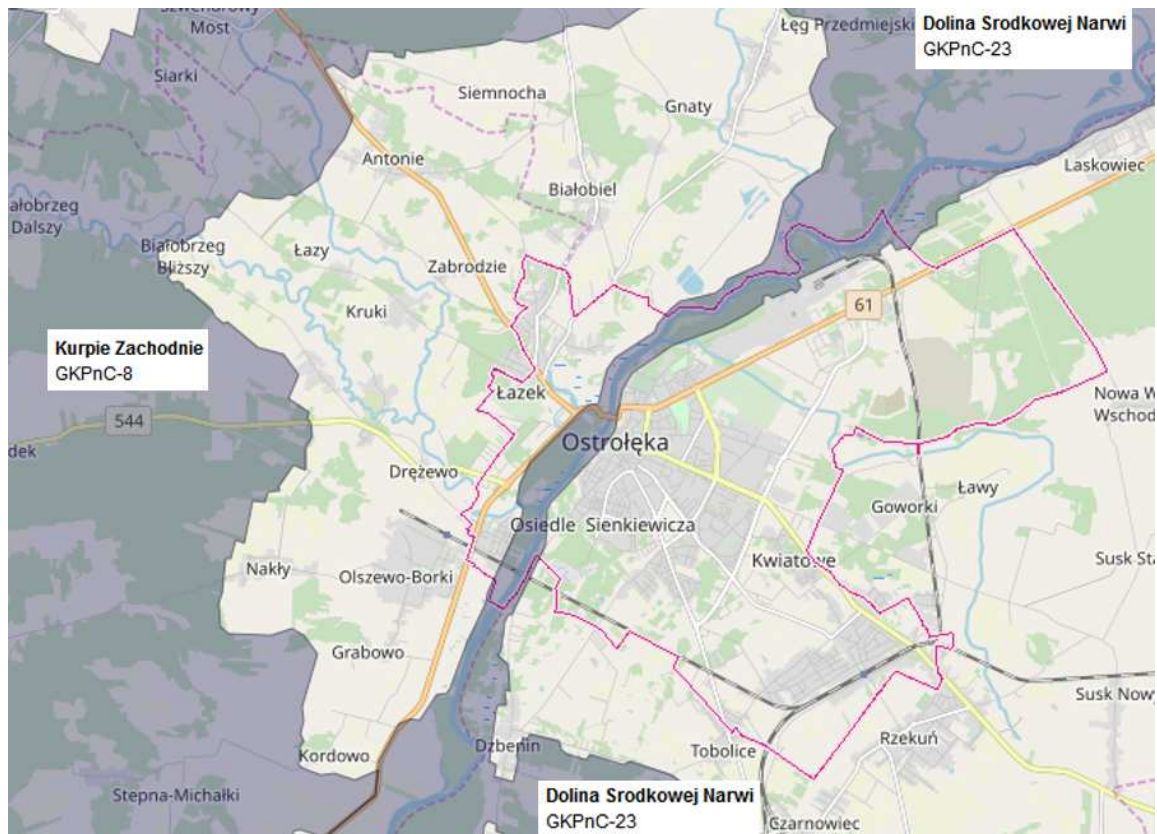 Szwendrowy
Most
Łęg Przedmiejski
Dolina Srodkowej Narwi
GKPnC-23
Siarki
Siemnocha
Gnaty
Antonie
Laskowiec
Białobiel
Dalszy
Białobrzeg
Bliższy
Łazy
Zabrodzie
Kruki
61
Kurpie Zachodnie
GKPnC-8
Łazek
Nowa W
Wschod
544
dek
Ostrołęka
Drężewo
Ławy
Goworki
Osiedle Sienkiewicza
Kwiatowe
Susk Sta
Nakły
Olszewo-Borki
Grabowo
Susk Nowy
Kordowo
Dzbenin
Tobolice
Rzekuń
Stepna-Michałki
Dolina Srodkowej Narwi
GKPnC-23
Czarnowiec